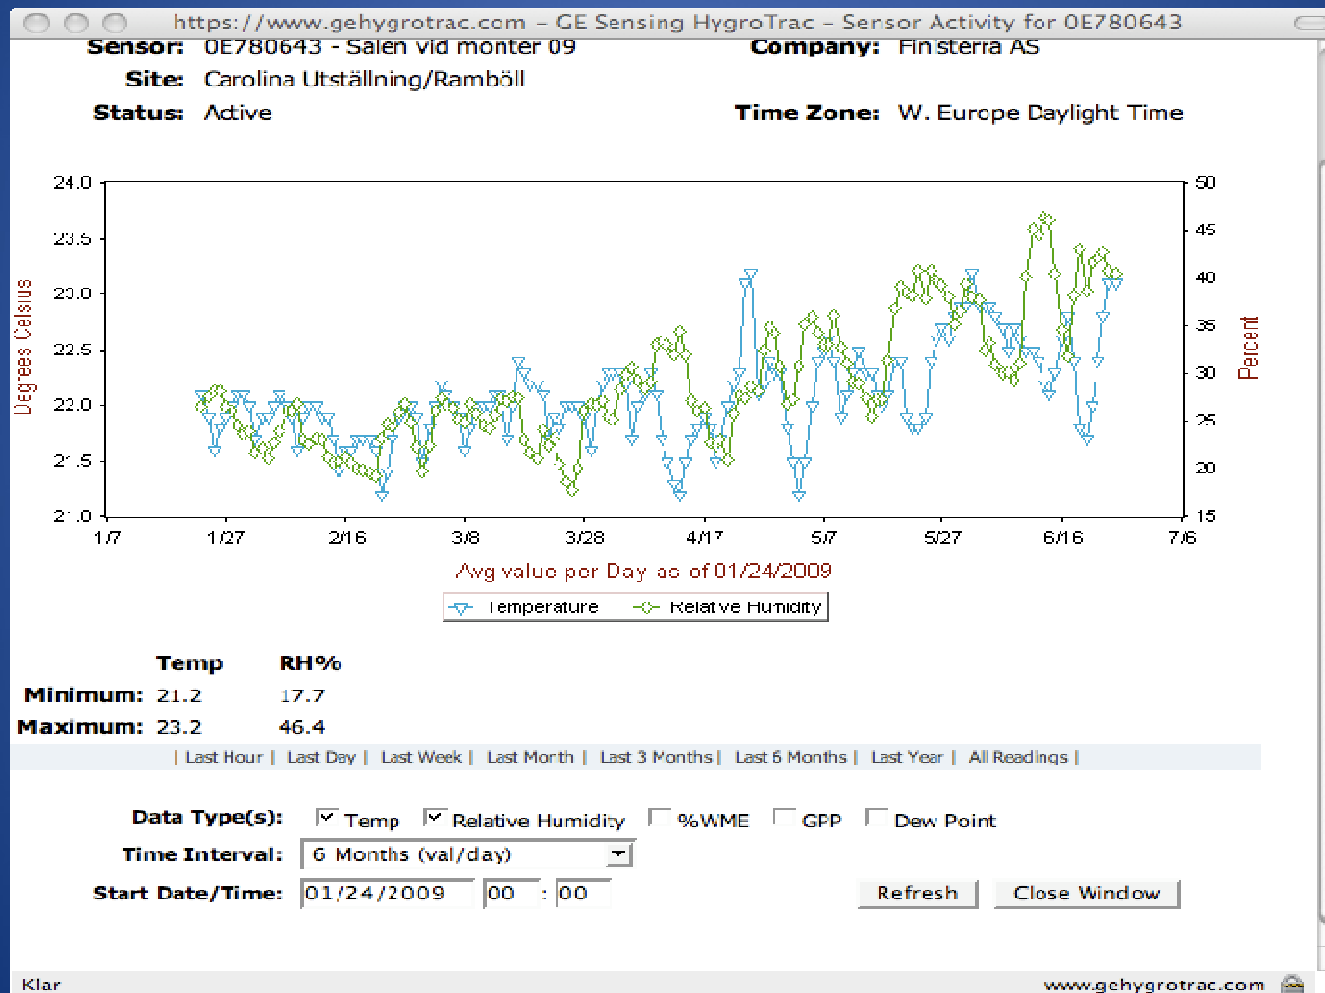 https://www.gehygrotrac.com – GE Sensing HygroTrac – Sensor Activity for 0E780643
Sensor: 0E780643 - Salen vid monter 09 Company: Finisterra AS
Site: Carolina Utställning/Ramböll
Status: Active Time Zone: W. Europe Daylight Time
24.0 50
23.5 45
23.0 40
22.5 35
22.0 30
21.5 25
21.0 20
15
Degrees Celsius
Percent
1/7 1/27 2/16 3/8 3/28 4/17 5/7 5/27 6/16 7/6
Avg value per Day as of 01/24/2009
Temperature Relative Humidity
Temp RH%
Minimum: 21.2 17.7
Maximum: 23.2 46.4
| Last Hour | Last Day | Last Week | Last Month | Last 3 Months | Last 6 Months | Last Year | All Readings |
Data Type(s): Temp Relative Humidity %WME GPP Dew Point
Time Interval: 6 Months (val/day)
Start Date/Time: 01/24/2009 00 : 00 Refresh Close Window
Klar www.gehygrotrac.com